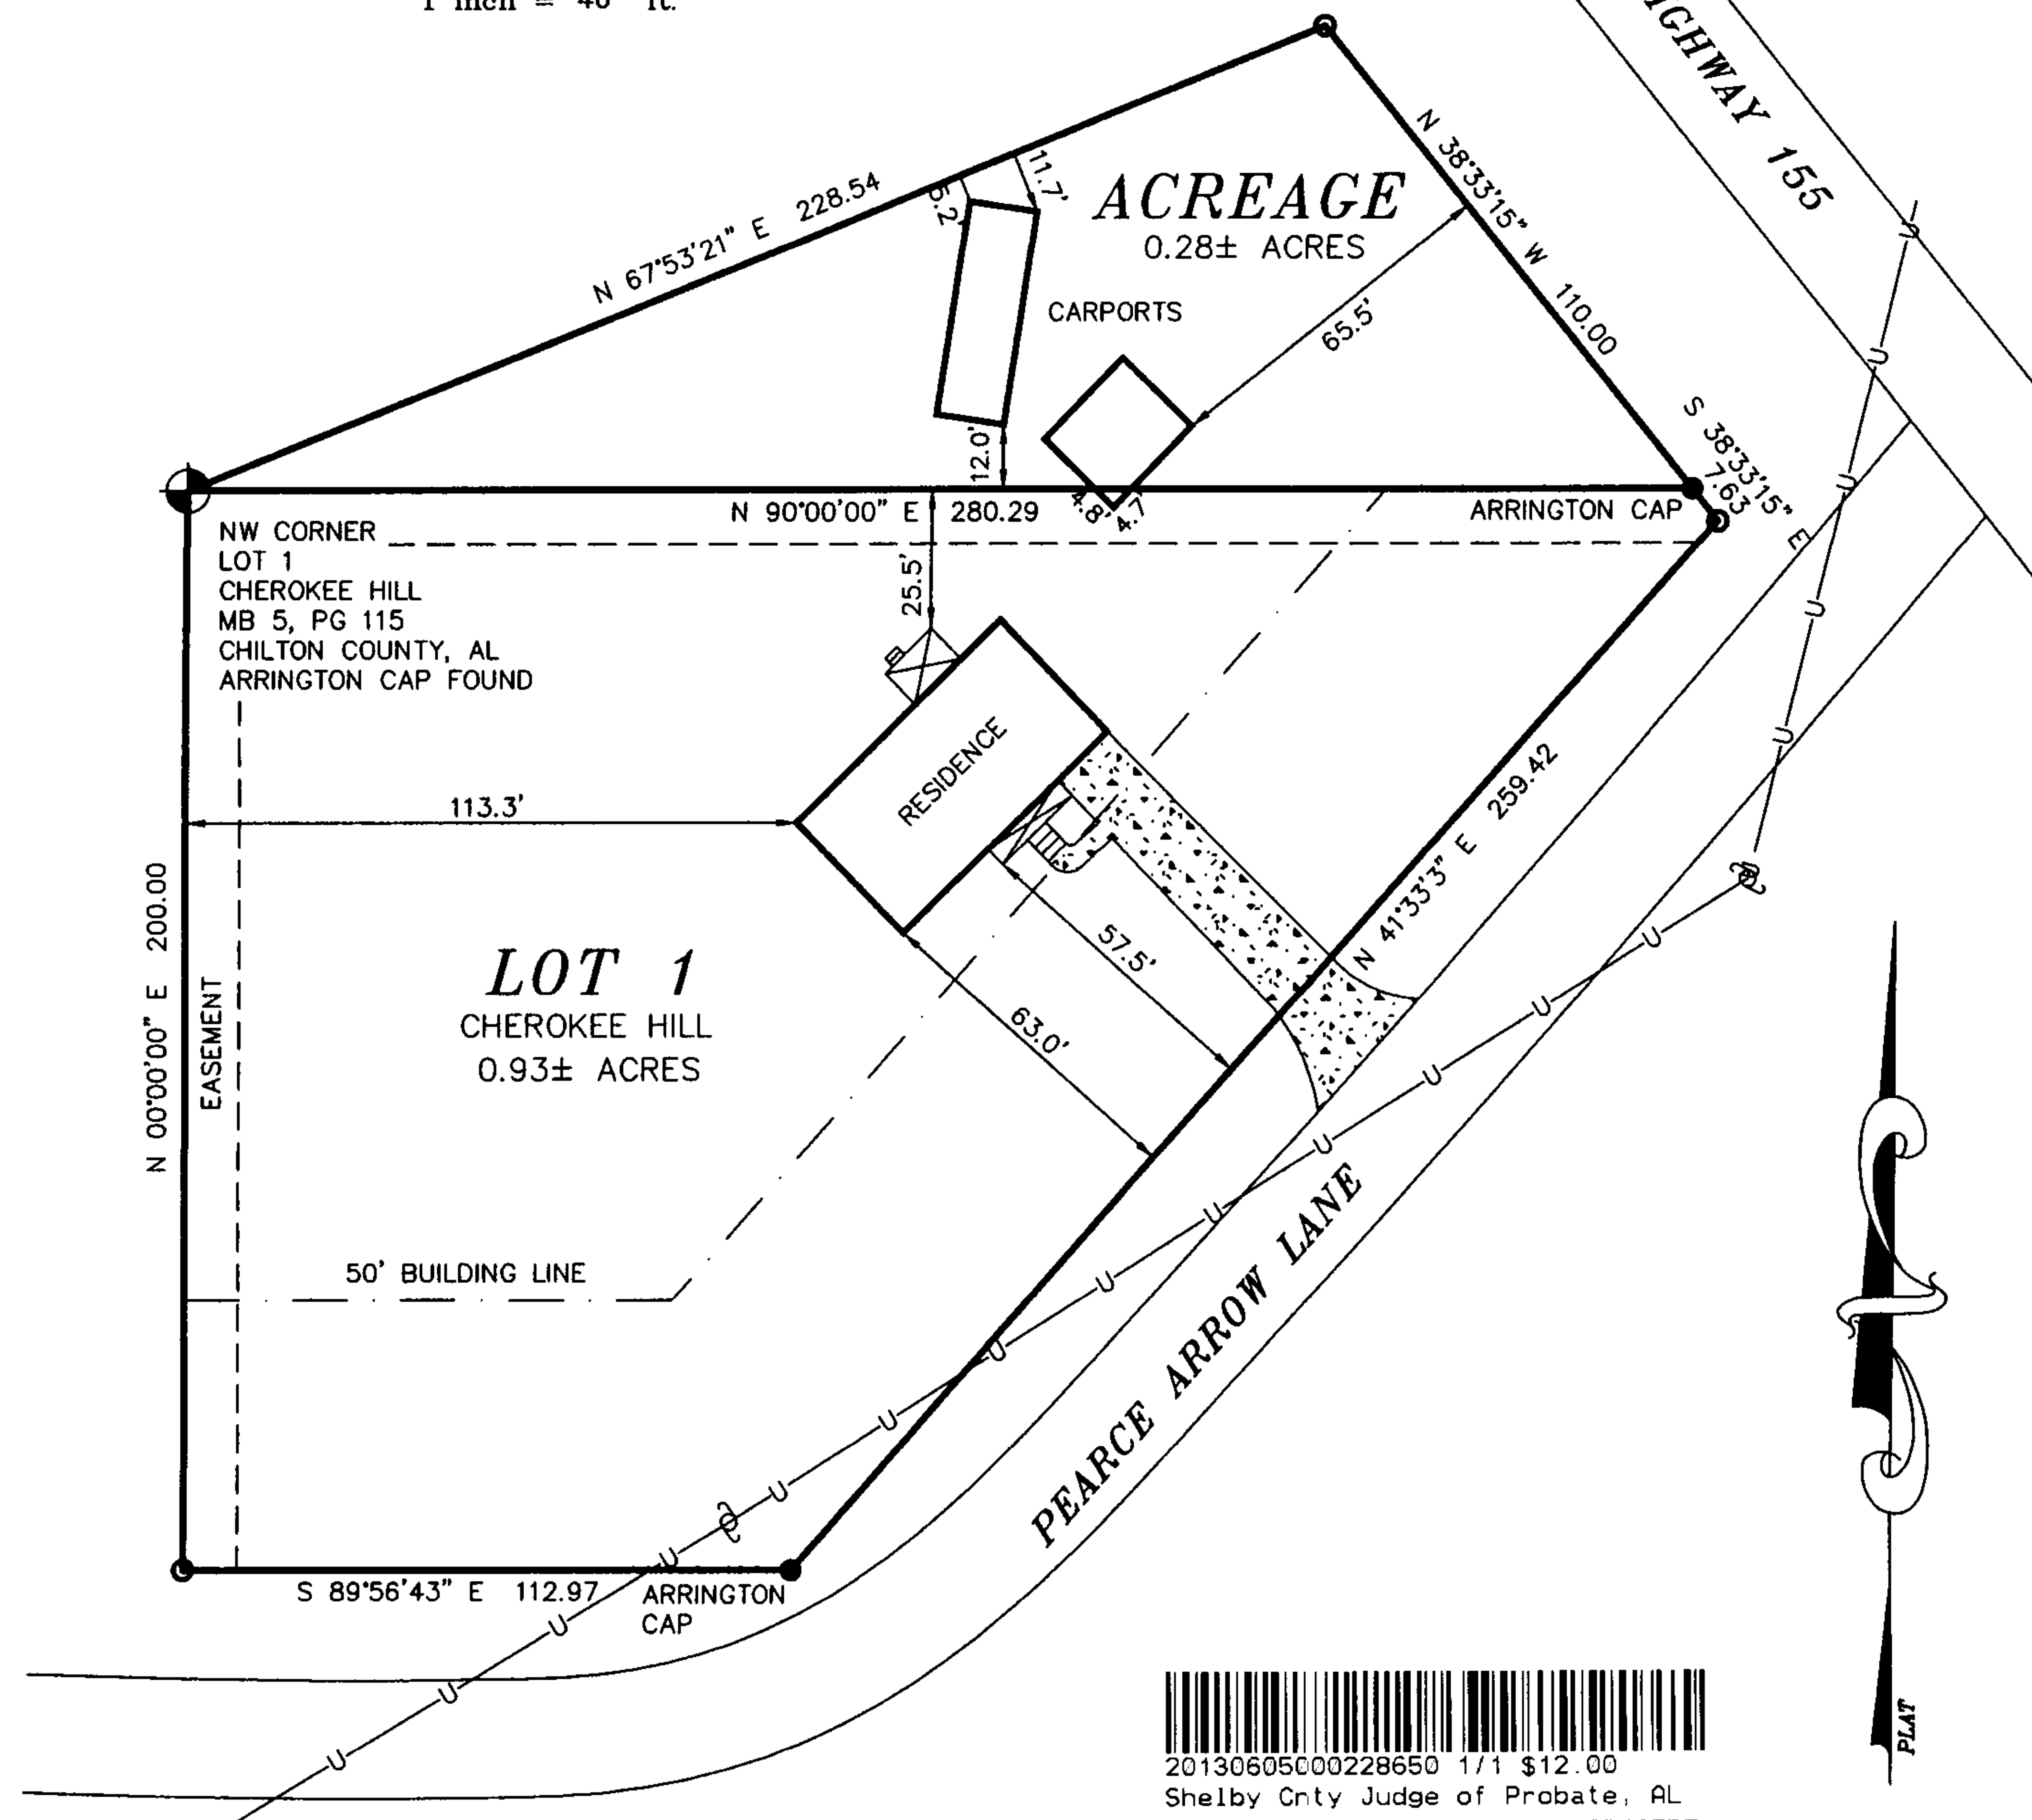 1 inch = 40 ft.
HIGHWAY 155
N 67°53'21" E 228.54
11.7'
ACREAGE
0.28± ACRES
N 38°33'15" W 110.00
CARPORTS
65.5'
12.0'
S 38°33'15" E
7.63
N 90°00'00" E 280.29
4.8'
4.7'
ARRINGTON CAP
NW CORNER
LOT 1
CHEROKEE HILL
MB 5, PG 115
CHILTON COUNTY, AL
ARRINGTON CAP FOUND
25.5'
RESIDENCE
113.3'
N 41°33'3" E 259.42
57.5'
63.0'
N 00°00'00" E 200.00
EASEMENT
LOT 1
CHEROKEE HILL
0.93± ACRES
50' BUILDING LINE
PEARCE ARROW LANE
S 89°56'43" E 112.97
ARRINGTON
CAP
PLAT
20130605000228650 1/1 $12.00
Shelby Cnty Judge of Probate, AL